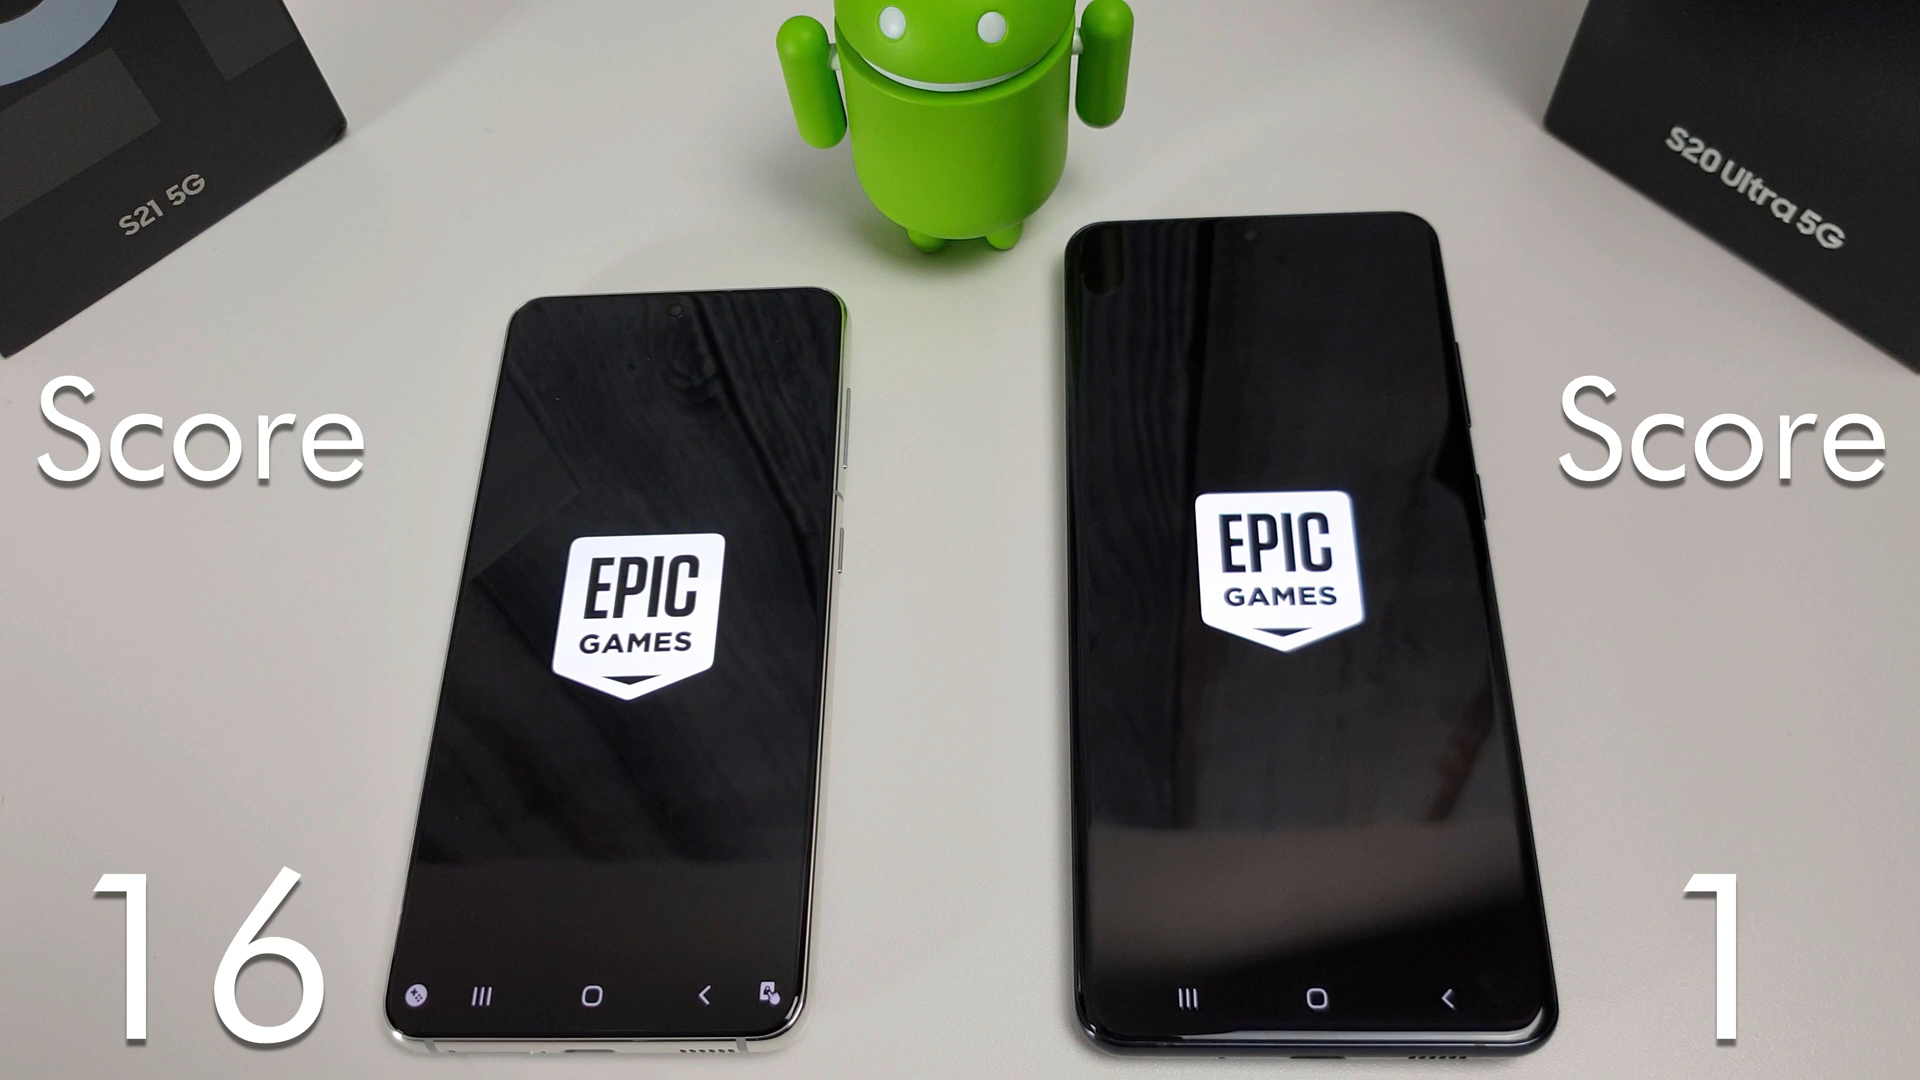 S21 5G
S20 Ultra 5G
Score
Score
EPIC
GAMES
EPIC
GAMES
16
1